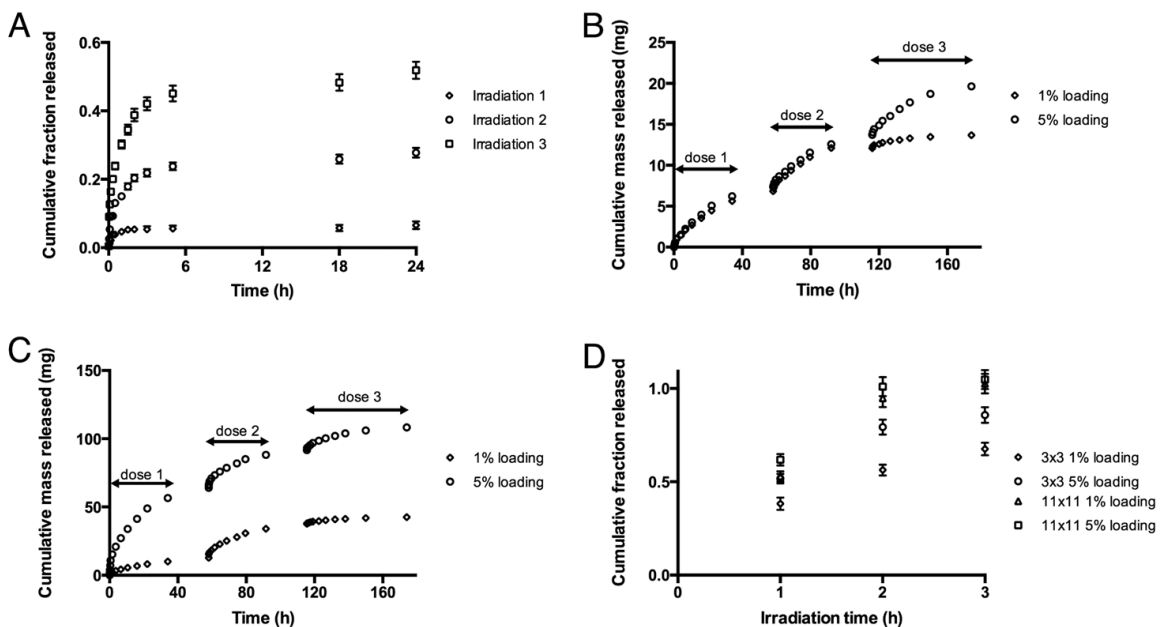 A
Cumulative fraction released
0.6
0.4
0.2
0.0
0 6 12 18 24
Time (h)
Irradiation 1
Irradiation 2
Irradiation 3
B
Cumulative mass released (mg)
25
20
15
10
5
0
0 40 80 120 160
Time (h)
dose 1
dose 2
dose 3
1% loading
5% loading
C
Cumulative mass released (mg)
150
100
50
0
0 40 80 120 160
Time (h)
dose 1
dose 2
dose 3
1% loading
5% loading
D
Cumulative fraction released
1.0
0.5
0.0
0 1 2 3
Irradiation time (h)
3x3 1% loading
3x3 5% loading
11x11 1% loading
11x11 5% loading